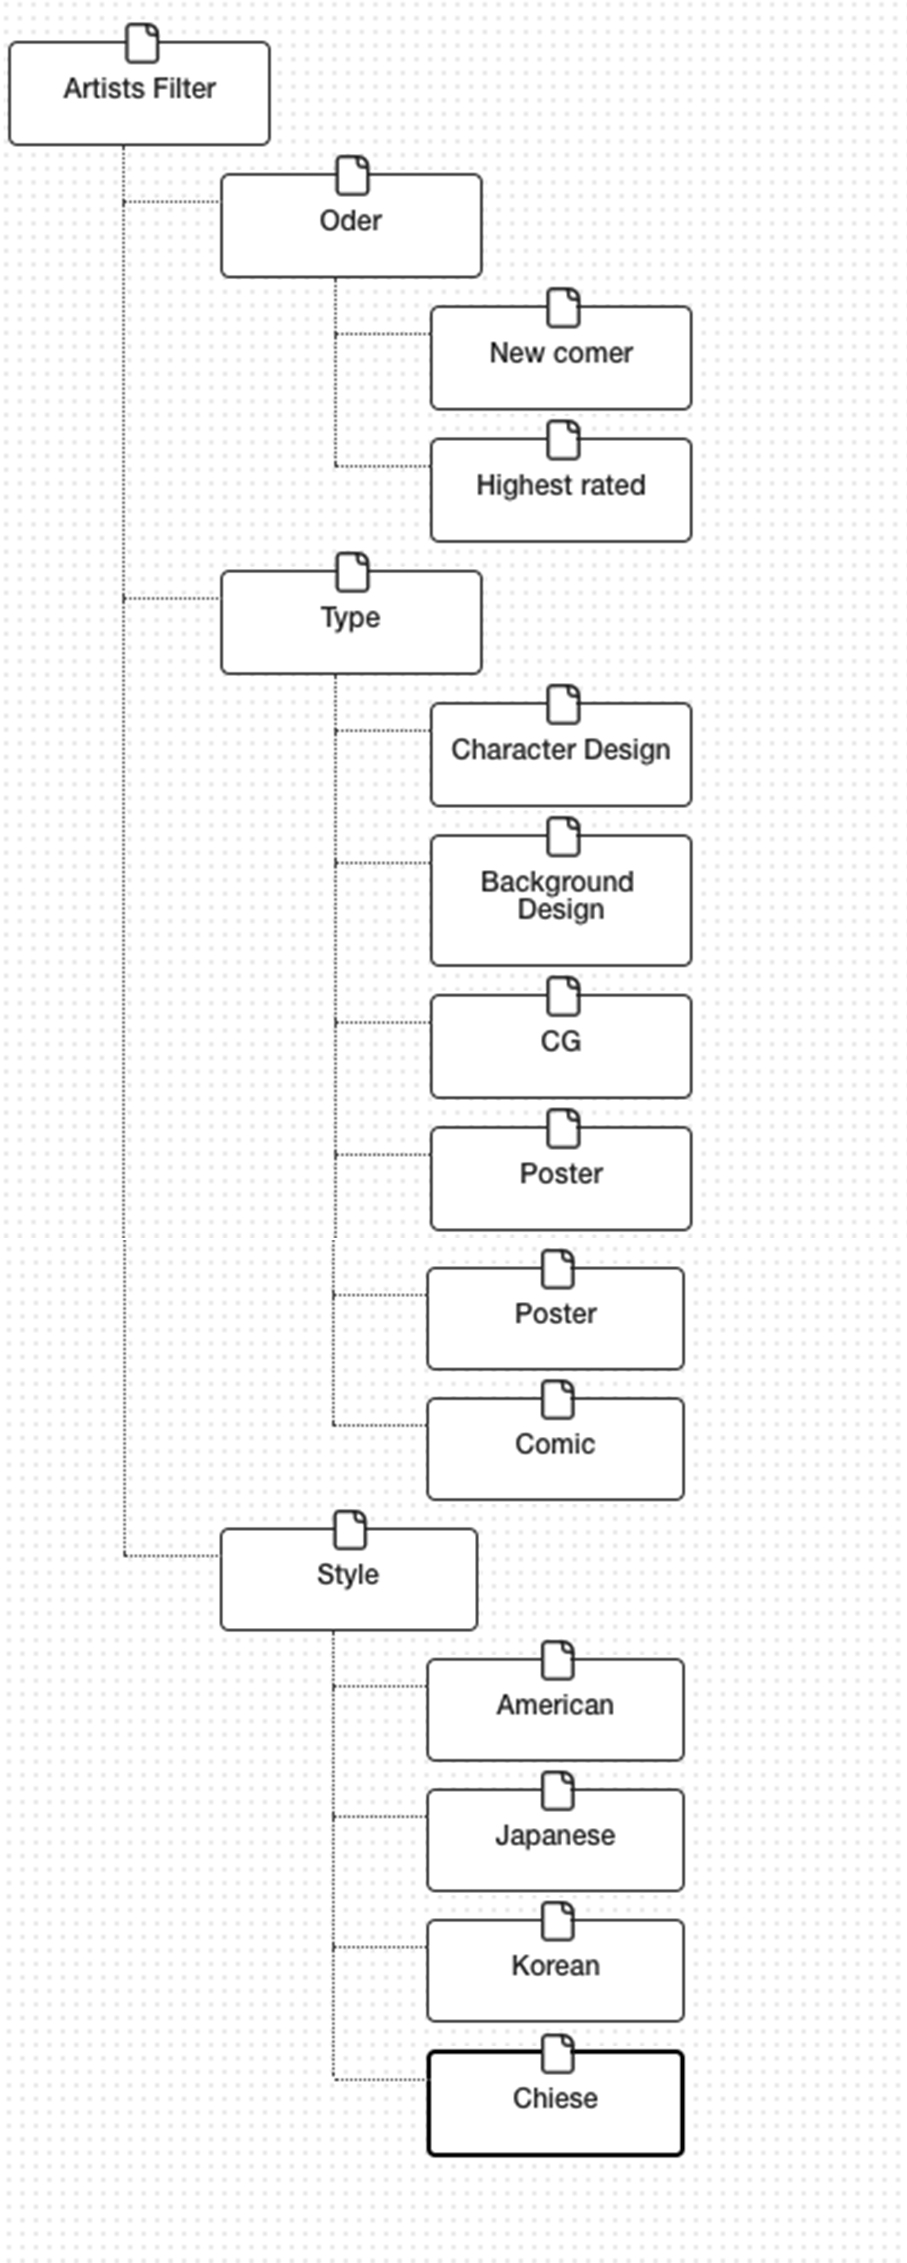 Artists Filter
Oder
New comer
Highest rated
Type
Character Design
Background
Design
CG
Poster
Poster
Comic
Style
American
Japanese
Korean
Chiese